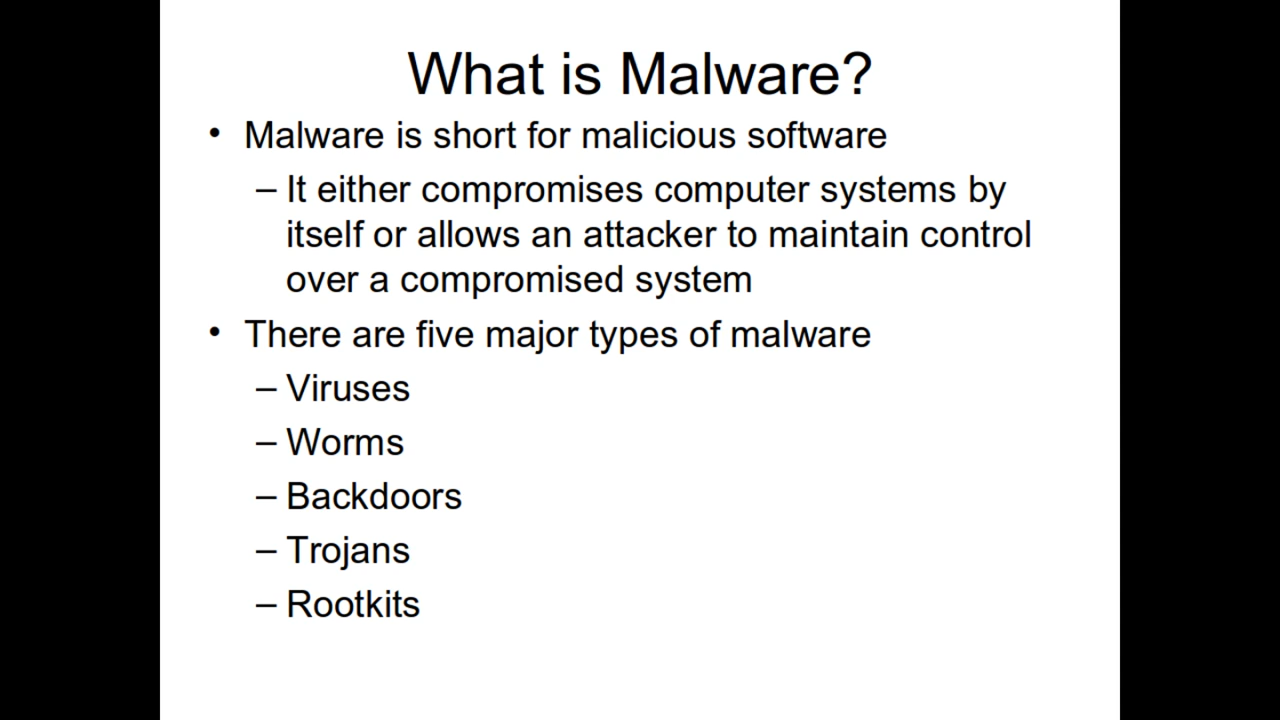 What is Malware?
• Malware is short for malicious software
– It either compromises computer systems by
itself or allows an attacker to maintain control
over a compromised system
• There are five major types of malware
– Viruses
– Worms
– Backdoors
– Trojans
– Rootkits